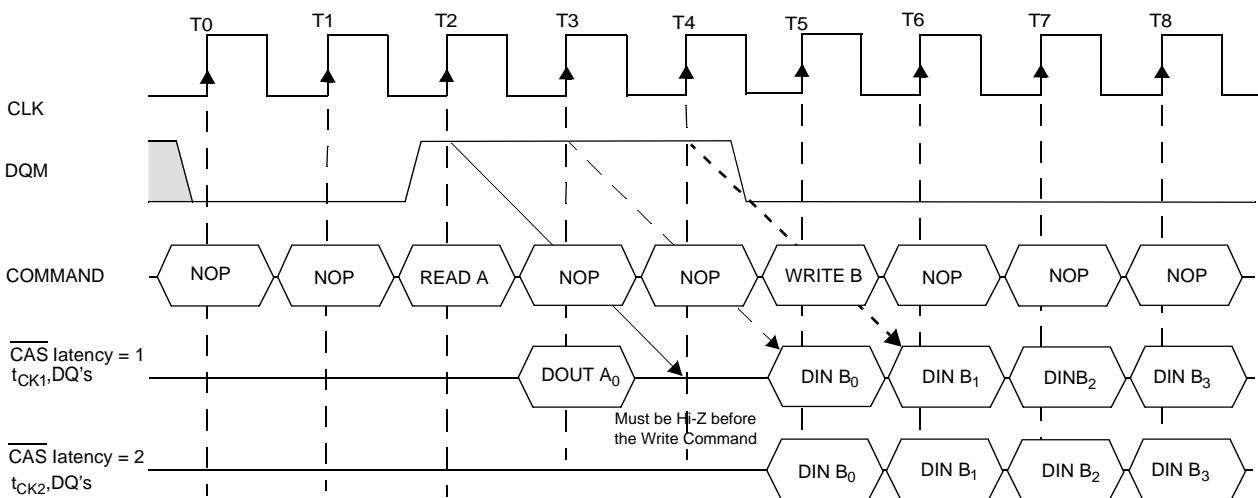 T0 T1 T2 T3 T4 T5 T6 T7 T8
CLK
DQM
COMMAND NOP NOP READ A NOP NOP WRITE B NOP NOP NOP
CAS latency = 1
tCK1,DQ's DOUT A0 DIN B0 DIN B1 DINB2 DIN B3
Must be Hi-Z before
the Write Command
CAS latency = 2
tCK2,DQ's DIN B0 DIN B1 DIN B2 DIN B3